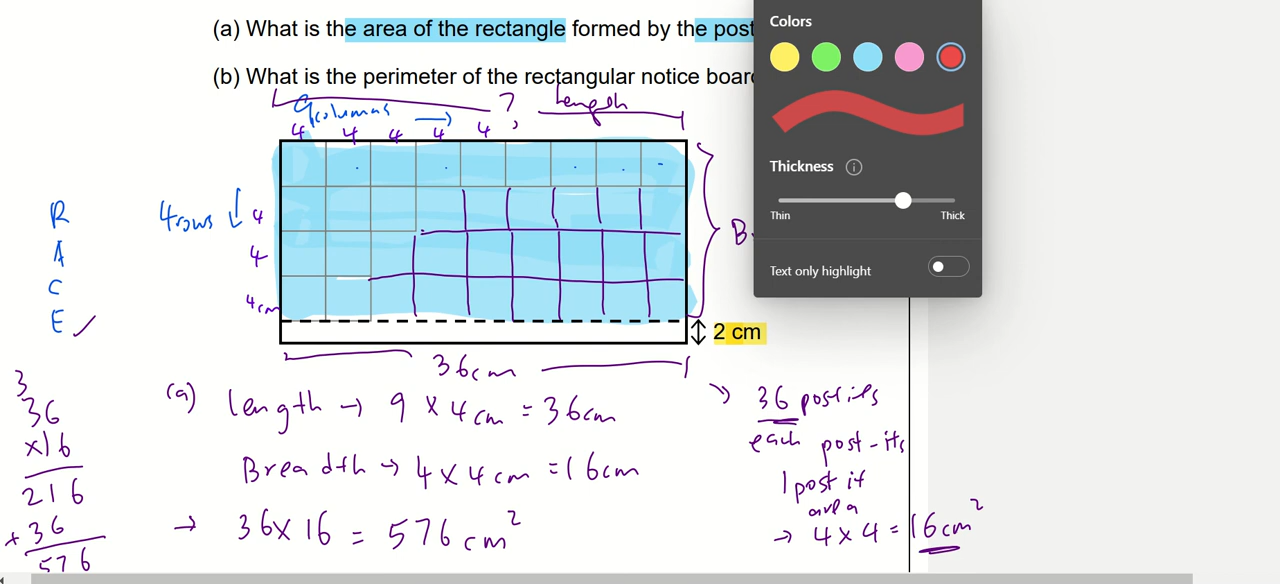 (a) What is the area of the rectangle formed by the post
(b) What is the perimeter of the rectangular notice boar
Colors
Thickness
Thin
Thick
Text only highlight
9 columns →
? Length
4 4 4 4 4
4 rows ↓
4
4
4cm
B
R
A
C
E ✓
2 cm
36cm
(a) length → 9 × 4cm = 36cm
Breadth → 4 × 4cm = 16cm
→ 36 × 16 = 576 cm²
3
36
×16
216
+36
576
36 post its
each post-its
1 post it
area
→ 4 × 4 = 16cm²